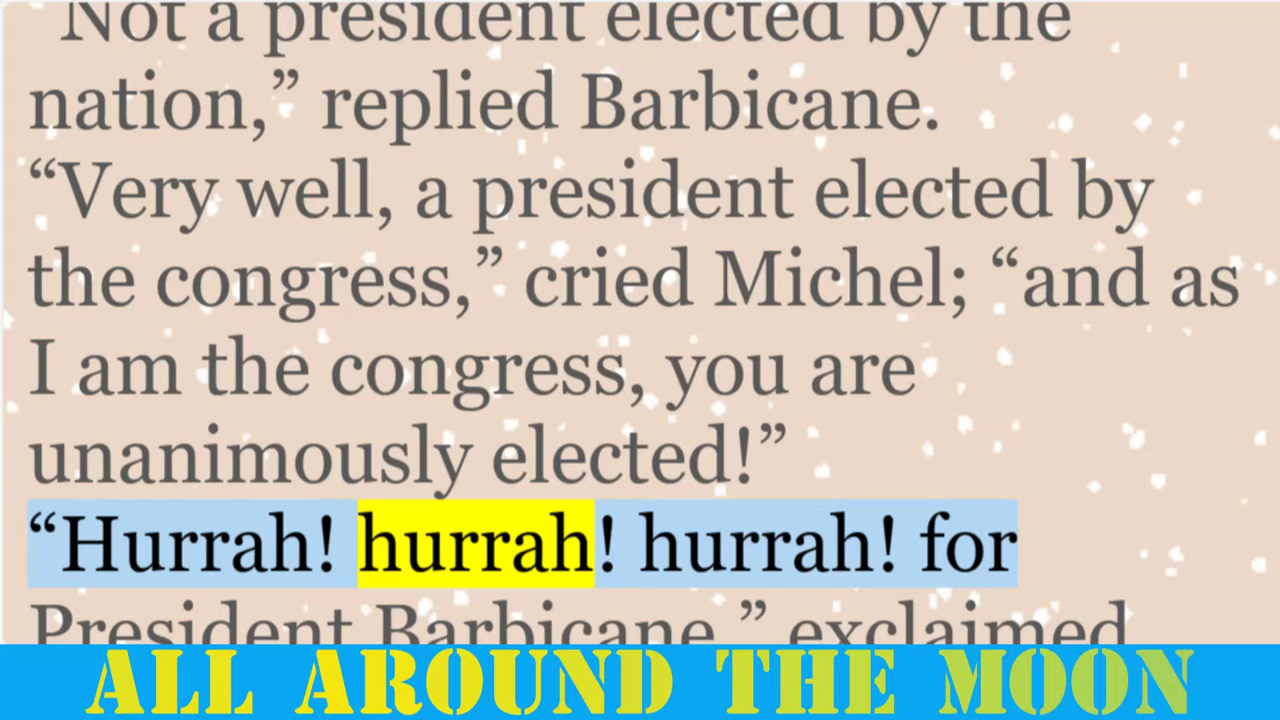 “Not a president elected by the
nation,” replied Barbicane.
“Very well, a president elected by
the congress,” cried Michel; “and as
I am the congress, you are
unanimously elected!”
“Hurrah! hurrah! hurrah! for
President Barbicane,” exclaimed
ALL AROUND THE MOON